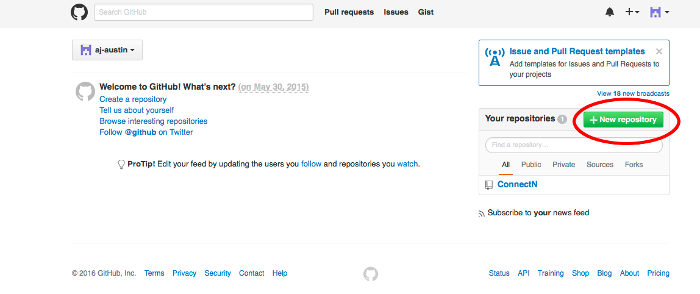 Search GitHub
Pull requests Issues Gist
aj-austin
Issue and Pull Request templates
Add templates for Issues and Pull Requests to
your projects
View 18 new broadcasts
Welcome to GitHub! What's next? (on May 30, 2015)
Create a repository
Tell us about yourself
Browse interesting repositories
Follow @github on Twitter
ProTip! Edit your feed by updating the users you follow and repositories you watch.
Your repositories 1 New repository
Find a repository...
All Public Private Sources Forks
ConnectN
Subscribe to your news feed
© 2016 GitHub, Inc. Terms Privacy Security Contact Help
Status API Training Shop Blog About Pricing